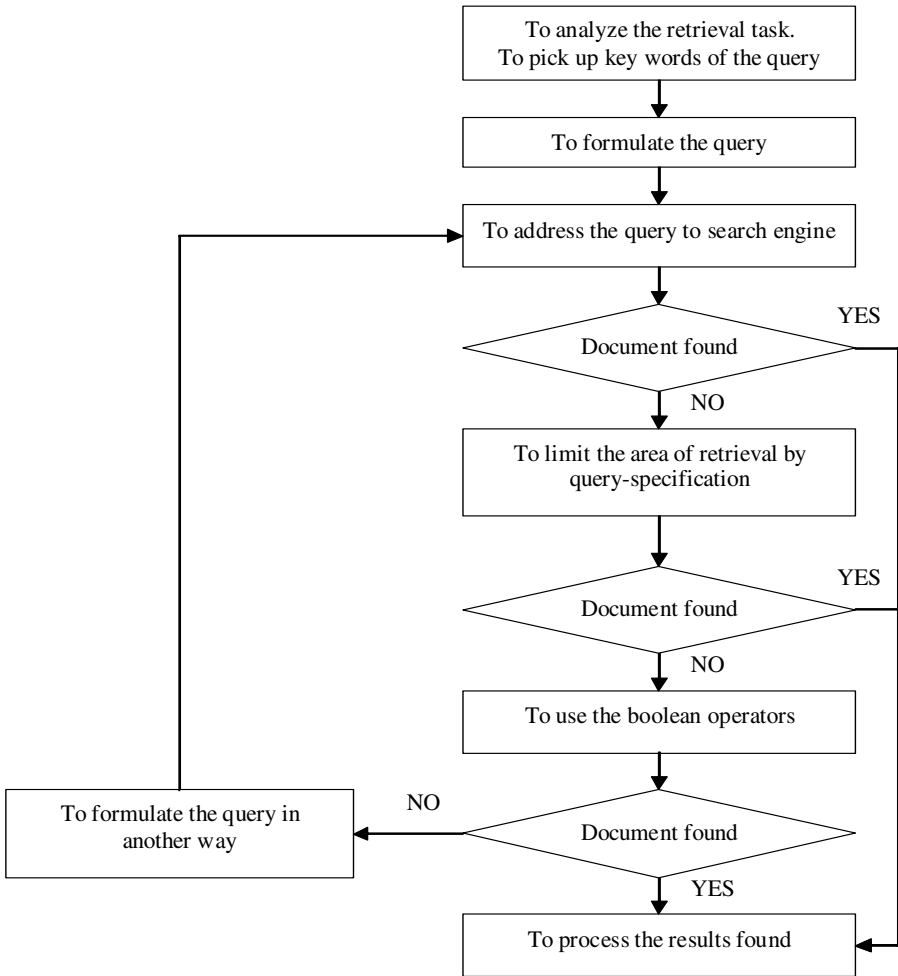 To analyze the retrieval task.
To pick up key words of the query
To formulate the query
To address the query to search engine
YES
Document found
NO
To limit the area of retrieval by
query-specification
YES
Document found
NO
To use the boolean operators
NO
To formulate the query in
another way
Document found
YES
To process the results found